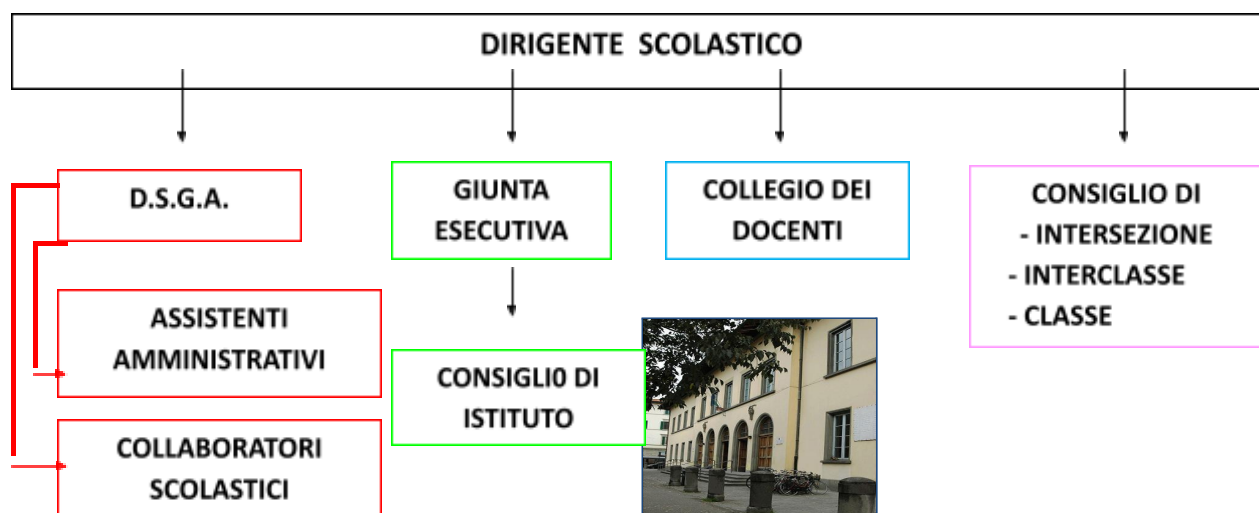 DIRIGENTE SCOLASTICO
D.S.G.A.
GIUNTA
ESECUTIVA
COLLEGIO DEI
DOCENTI
CONSIGLIO DI
- INTERSEZIONE
- INTERCLASSE
- CLASSE
ASSISTENTI
AMMINISTRATIVI
CONSIGLI0 DI
ISTITUTO
COLLABORATORI
SCOLASTICI